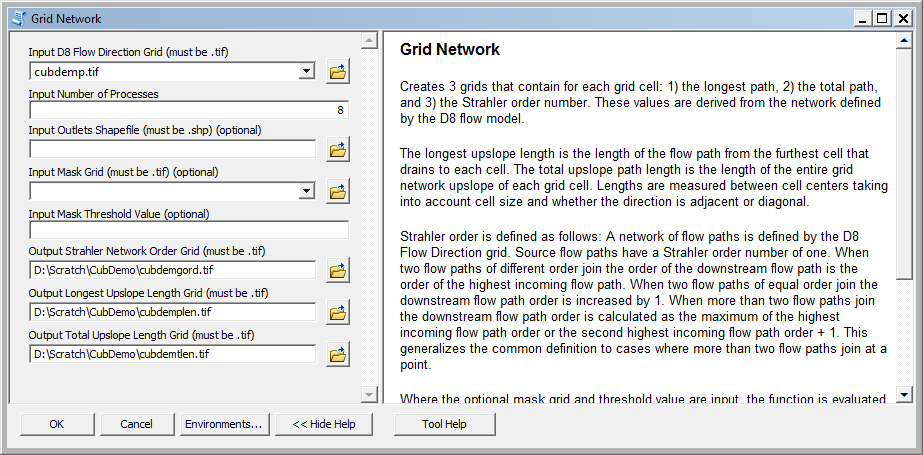 Grid Network
Input D8 Flow Direction Grid (must be .tif)
cubdemp.tif
Input Number of Processes
8
Input Outlets Shapefile (must be .shp) (optional)
Input Mask Grid (must be .tif) (optional)
Input Mask Threshold Value (optional)
Output Strahler Network Order Grid (must be .tif)
D:\Scratch\CubDemo\cubdemgord.tif
Output Longest Upslope Length Grid (must be .tif)
D:\Scratch\CubDemo\cubdemplen.tif
Output Total Upslope Length Grid (must be .tif)
D:\Scratch\CubDemo\cubdemtlen.tif
Grid Network
Creates 3 grids that contain for each grid cell: 1) the longest path, 2) the total path,
and 3) the Strahler order number. These values are derived from the network defined
by the D8 flow model.
The longest upslope length is the length of the flow path from the furthest cell that
drains to each cell. The total upslope path length is the length of the entire grid
network upslope of each grid cell. Lengths are measured between cell centers taking
into account cell size and whether the direction is adjacent or diagonal.
Strahler order is defined as follows: A network of flow paths is defined by the D8
Flow Direction grid. Source flow paths have a Strahler order number of one. When
two flow paths of different order join the order of the downstream flow path is the
order of the highest incoming flow path. When two flow paths of equal order join the
downstream flow path order is increased by 1. When more than two flow paths join
the downstream flow path order is calculated as the maximum of the highest
incoming flow path order or the second highest incoming flow path order + 1. This
generalizes the common definition to cases where more than two flow paths join at a
point.
Where the optional mask grid and threshold value are input, the function is evaluated
OK
Cancel
Environments...
<< Hide Help
Tool Help